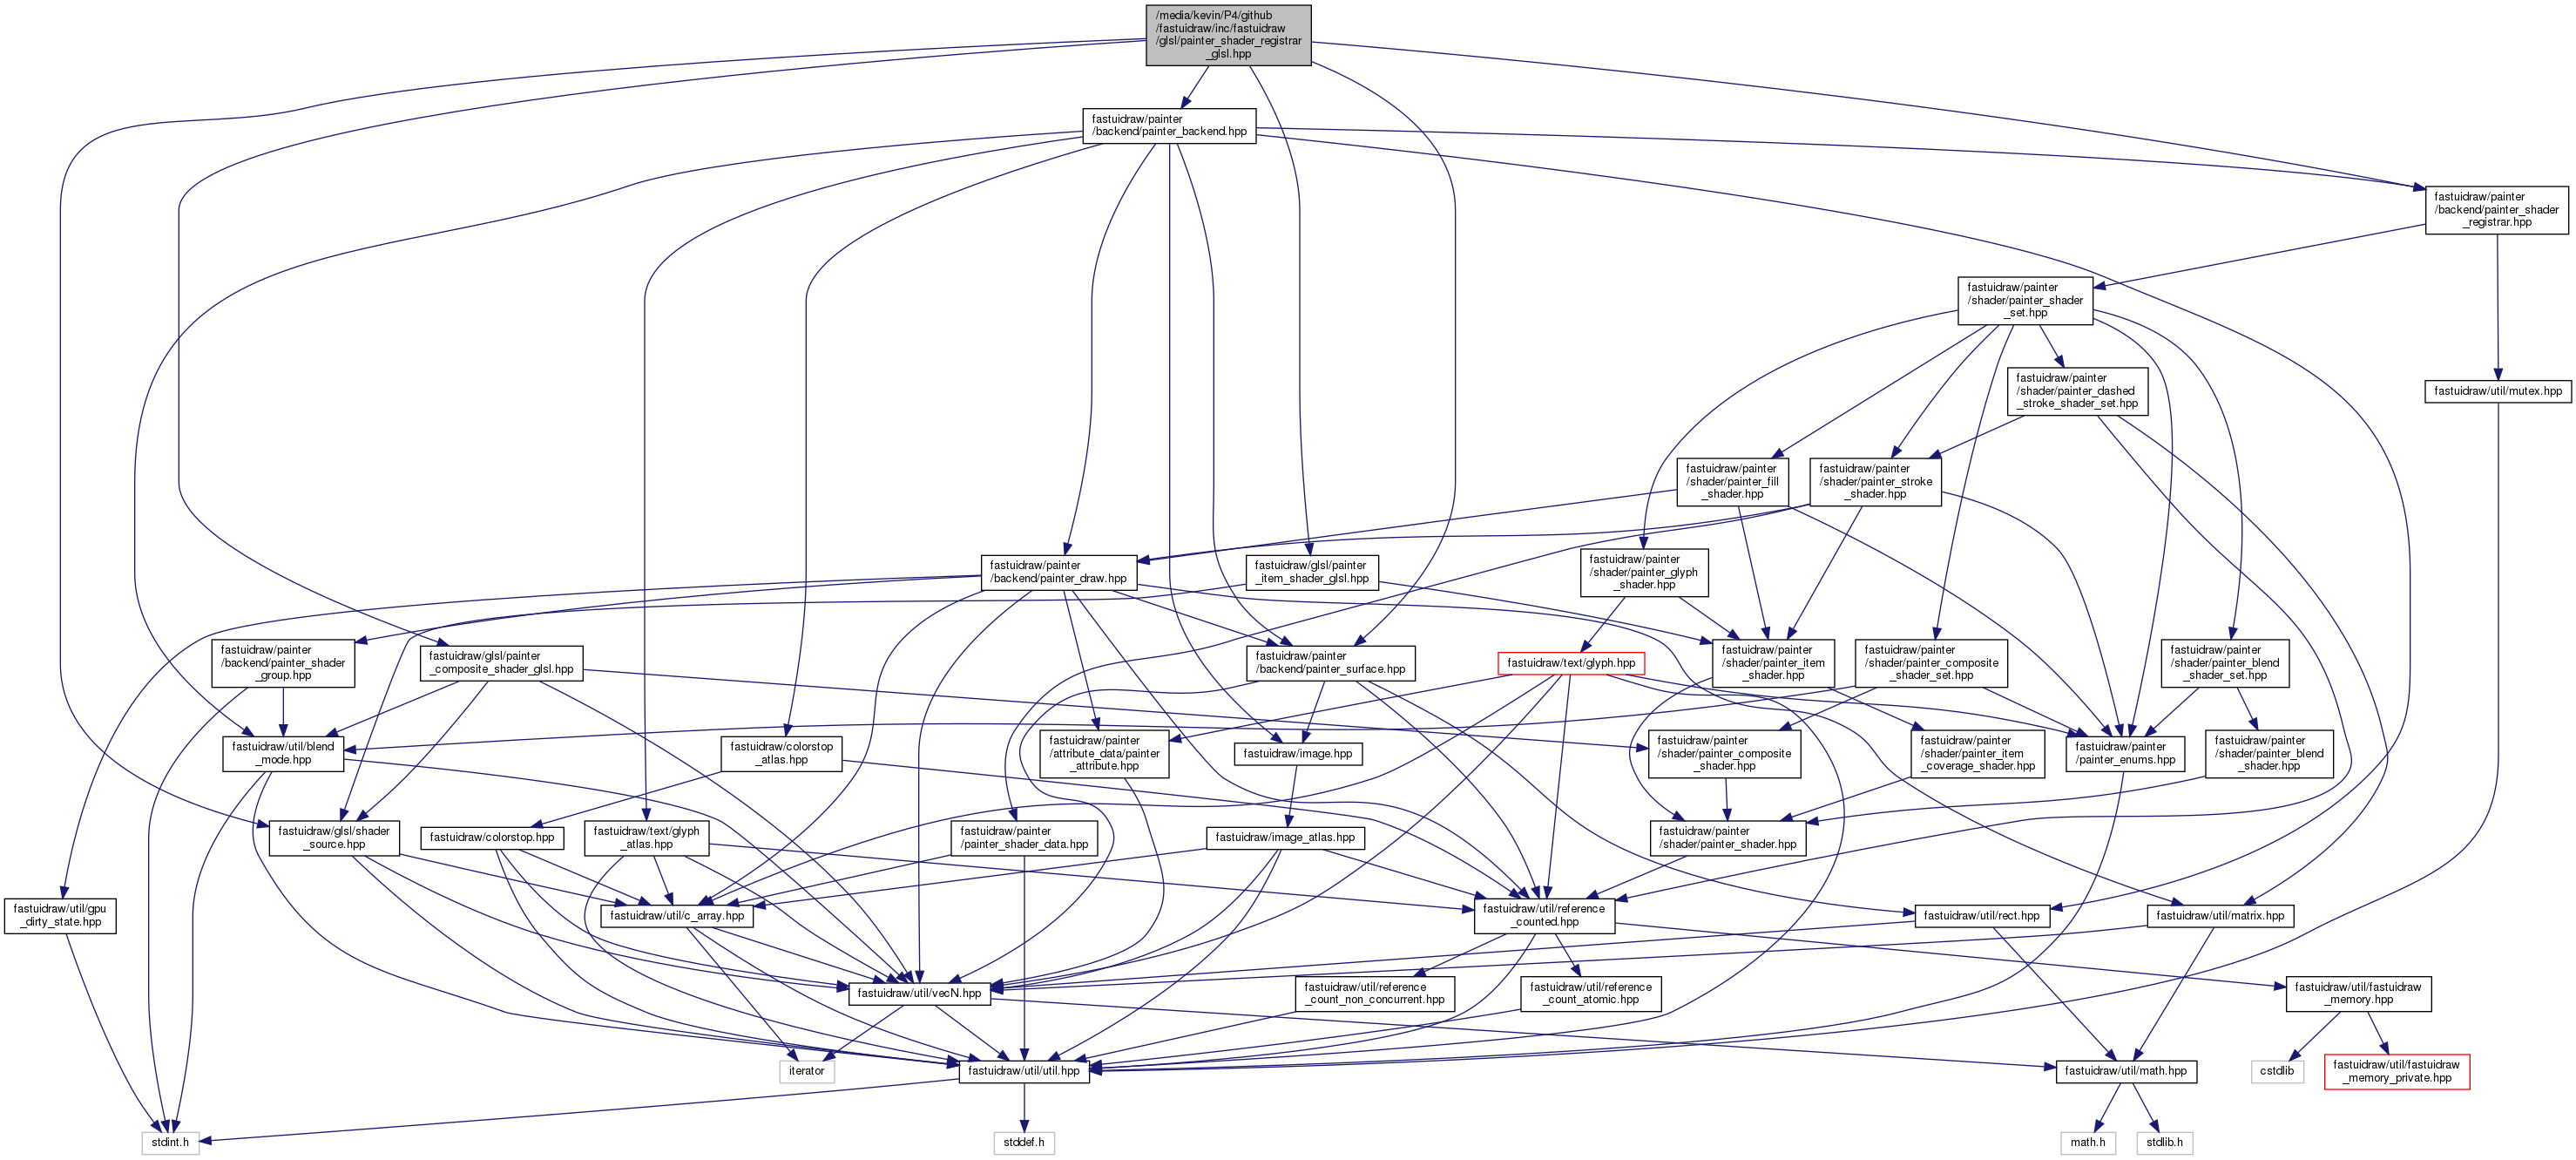 /media/kevin/P4/github
/fastuidraw/inc/fastuidraw
/glsl/painter_shader_registrar
_glsl.hpp
fastuidraw/painter
/backend/painter_backend.hpp
fastuidraw/painter
/backend/painter_shader
_registrar.hpp
fastuidraw/painter
/shader/painter_shader
_set.hpp
fastuidraw/painter
/shader/painter_dashed
_stroke_shader_set.hpp
fastuidraw/util/mutex.hpp
fastuidraw/painter
/shader/painter_fill
_shader.hpp
fastuidraw/painter
/shader/painter_stroke
_shader.hpp
fastuidraw/painter
/backend/painter_draw.hpp
fastuidraw/glsl/painter
_item_shader_glsl.hpp
fastuidraw/painter
/shader/painter_glyph
_shader.hpp
fastuidraw/painter
/backend/painter_shader
_group.hpp
fastuidraw/glsl/painter
_composite_shader_glsl.hpp
fastuidraw/painter
/backend/painter_surface.hpp
fastuidraw/text/glyph.hpp
fastuidraw/painter
/shader/painter_item
_shader.hpp
fastuidraw/painter
/shader/painter_composite
_shader_set.hpp
fastuidraw/painter
/shader/painter_blend
_shader_set.hpp
fastuidraw/util/blend
_mode.hpp
fastuidraw/colorstop
_atlas.hpp
fastuidraw/painter
/attribute_data/painter
_attribute.hpp
fastuidraw/image.hpp
fastuidraw/painter
/shader/painter_composite
_shader.hpp
fastuidraw/painter
/shader/painter_item
_coverage_shader.hpp
fastuidraw/painter
/painter_enums.hpp
fastuidraw/painter
/shader/painter_blend
_shader.hpp
fastuidraw/glsl/shader
_source.hpp
fastuidraw/colorstop.hpp
fastuidraw/text/glyph
_atlas.hpp
fastuidraw/painter
/painter_shader_data.hpp
fastuidraw/image_atlas.hpp
fastuidraw/painter
/shader/painter_shader.hpp
fastuidraw/util/gpu
_dirty_state.hpp
fastuidraw/util/c_array.hpp
fastuidraw/util/reference
_counted.hpp
fastuidraw/util/rect.hpp
fastuidraw/util/matrix.hpp
fastuidraw/util/vecN.hpp
fastuidraw/util/reference
_count_non_concurrent.hpp
fastuidraw/util/reference
_count_atomic.hpp
fastuidraw/util/fastuidraw
_memory.hpp
iterator
fastuidraw/util/util.hpp
fastuidraw/util/math.hpp
cstdlib
fastuidraw/util/fastuidraw
_memory_private.hpp
stdint.h
stddef.h
math.h
stdlib.h